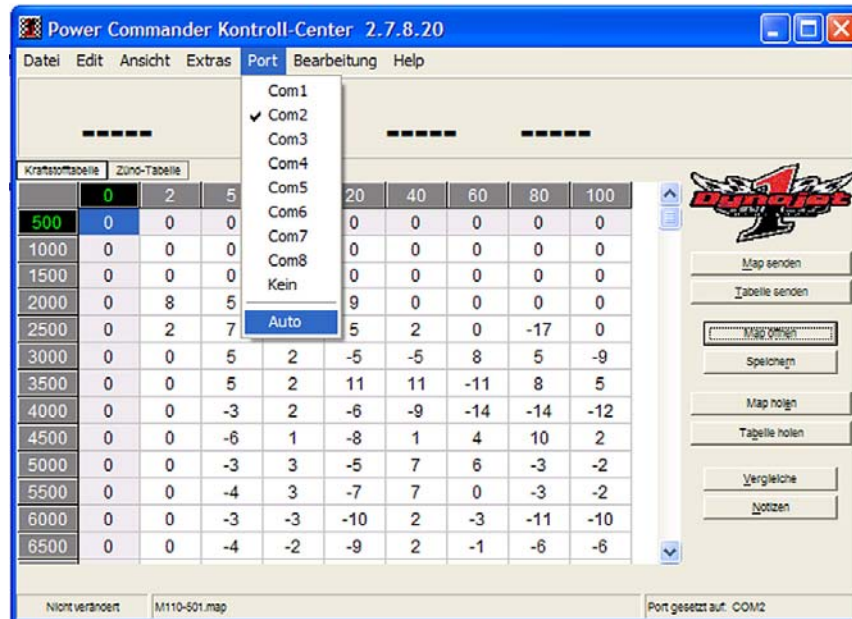 Power Commander Kontroll-Center 2.7.8.20
Datei Edit Ansicht Extras Port Bearbeitung Help
Com1
Com2
Com3
Com4
Com5
Com6
Com7
Com8
Kein
Auto
----- ----- -----
Kraftstofftabelle Zünd-Tabelle
0 2 5 20 40 60 80 100
500 0 0 0 0 0 0 0 0
1000 0 0 0 0 0 0 0 0
1500 0 0 0 0 0 0 0 0
2000 0 8 5 9 0 0 0 0
2500 0 2 7 5 2 0 -17 0
3000 0 0 5 2 -5 -5 8 5 -9
3500 0 0 5 2 11 11 -11 8 5
4000 0 0 -3 2 -6 -9 -14 -14 -12
4500 0 0 -6 1 -8 1 4 10 2
5000 0 0 -3 3 -5 7 6 -3 -2
5500 0 0 -4 3 -7 7 0 -3 -2
6000 0 0 -3 -3 -10 2 -3 -11 -10
6500 0 0 -4 -2 -9 2 -1 -6 -6
Dynojet
Map senden
Tabelle senden
Map öffnen
Speichern
Map holen
Tabelle holen
Vergleiche
Notizen
Nicht verändert M110-501.map Port gesetzt auf: COM2